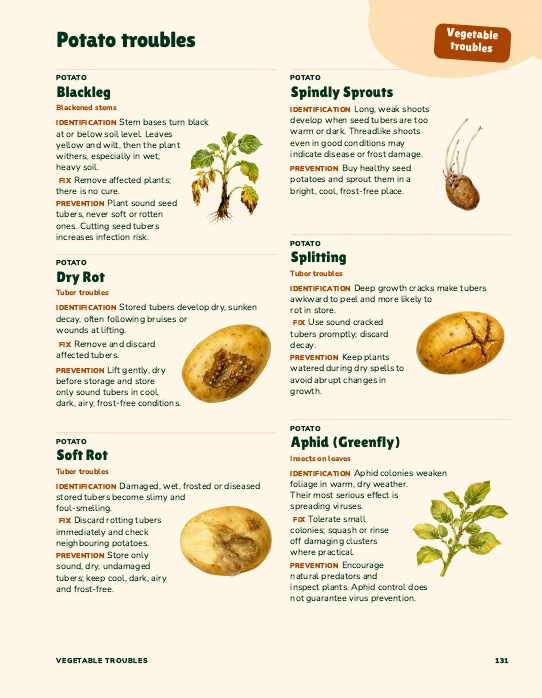 Potato troubles
Vegetable
troubles
POTATO
Blackleg
Blackened stems
IDENTIFICATION Stem bases turn black
at or below soil level. Leaves
yellow and wilt, then the plant
withers, especially in wet,
heavy soil.
FIX Remove affected plants;
there is no cure.
PREVENTION Plant sound seed
tubers, never soft or rotten
ones. Cutting seed tubers
increases infection risk.
POTATO
Dry Rot
Tuber troubles
IDENTIFICATION Stored tubers develop dry, sunken
decay, often following bruises or
wounds at lifting.
FIX Remove and discard
affected tubers.
PREVENTION Lift gently, dry
before storage and store
only sound tubers in cool,
dark, airy, frost-free conditions.
POTATO
Soft Rot
Tuber troubles
IDENTIFICATION Damaged, wet, frosted or diseased
stored tubers become slimy and
foul-smelling.
FIX Discard rotting tubers
immediately and check
neighbouring potatoes.
PREVENTION Store only
sound, dry, undamaged
tubers; keep cool, dark, airy
and frost-free.
POTATO
Spindly Sprouts
IDENTIFICATION Long, weak shoots
develop when seed tubers are too
warm or dark. Threadlike shoots
even in good conditions may
indicate disease or frost damage.
PREVENTION Buy healthy seed
potatoes and sprout them in a
bright, cool, frost-free place.
POTATO
Splitting
Tuber troubles
IDENTIFICATION Deep growth cracks make tubers
awkward to peel and more likely to
rot in store.
FIX Use sound cracked
tubers promptly; discard
decay.
PREVENTION Keep plants
watered during dry spells to
avoid abrupt changes in
growth.
POTATO
Aphid (Greenfly)
Insects on leaves
IDENTIFICATION Aphid colonies weaken
foliage in warm, dry weather.
Their most serious effect is
spreading viruses.
FIX Tolerate small
colonies; squash or rinse
off damaging clusters
where practical.
PREVENTION Encourage
natural predators and
inspect plants. Aphid control does
not guarantee virus prevention.
VEGETABLE TROUBLES
131